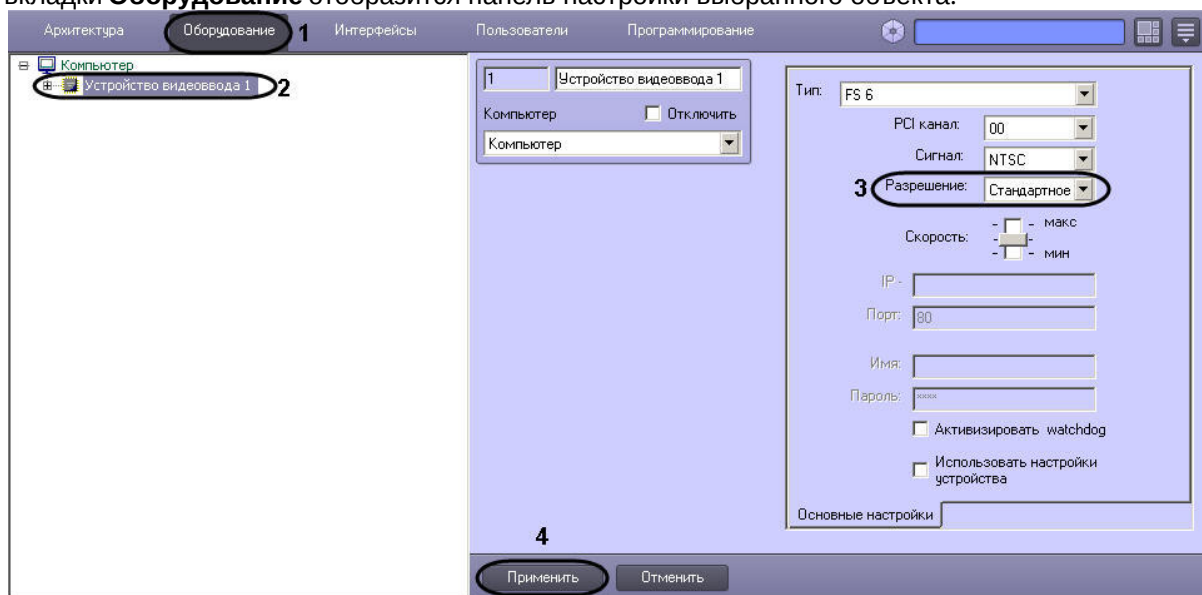 вкладки Оборудование отобразится панель настройки выбранного объекта.
Архитектура Оборудование 1 Интерфейсы Пользователи Программирование
Компьютер
Устройство видеоввода 1 2
1 Устройство видеоввода 1
Компьютер Отключить
Компьютер
Тип: FS 6
PCI канал: 00
Сигнал: NTSC
3 Разрешение: Стандартное
Скорость: - - макс
- -
- - мин
IP -
Порт: 80
Имя:
Пароль: ××××
Активизировать watchdog
Использовать настройки
устройства
Основные настройки
4
Применить Отменить